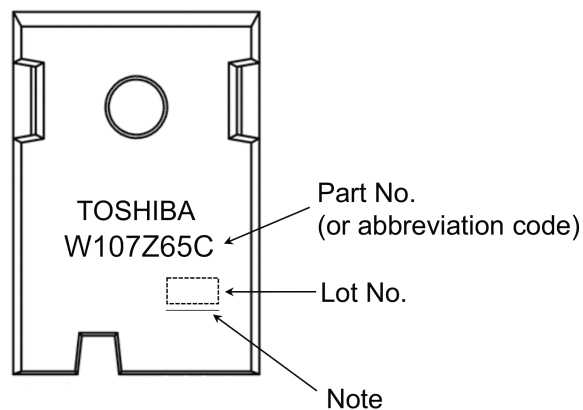 TOSHIBA
W107Z65C
Part No.
(or abbreviation code)
Lot No.
Note